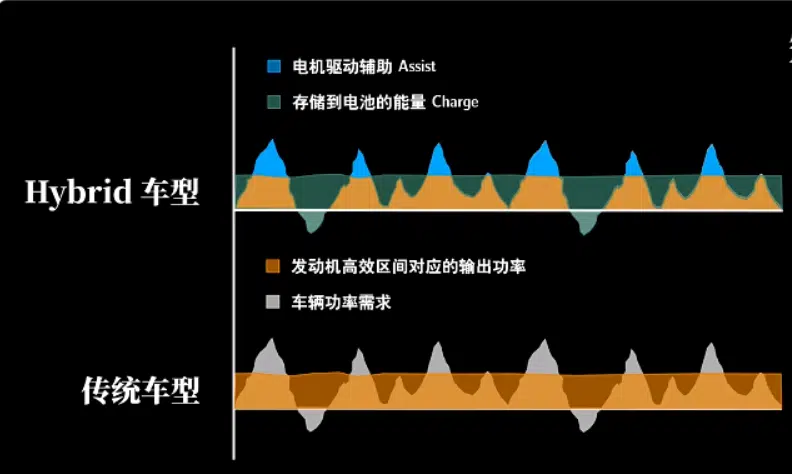 电机驱动辅助 Assist
存储到电池的能量 Charge
Hybrid 车型
发动机高效区间对应的输出功率
车辆功率需求
传统车型